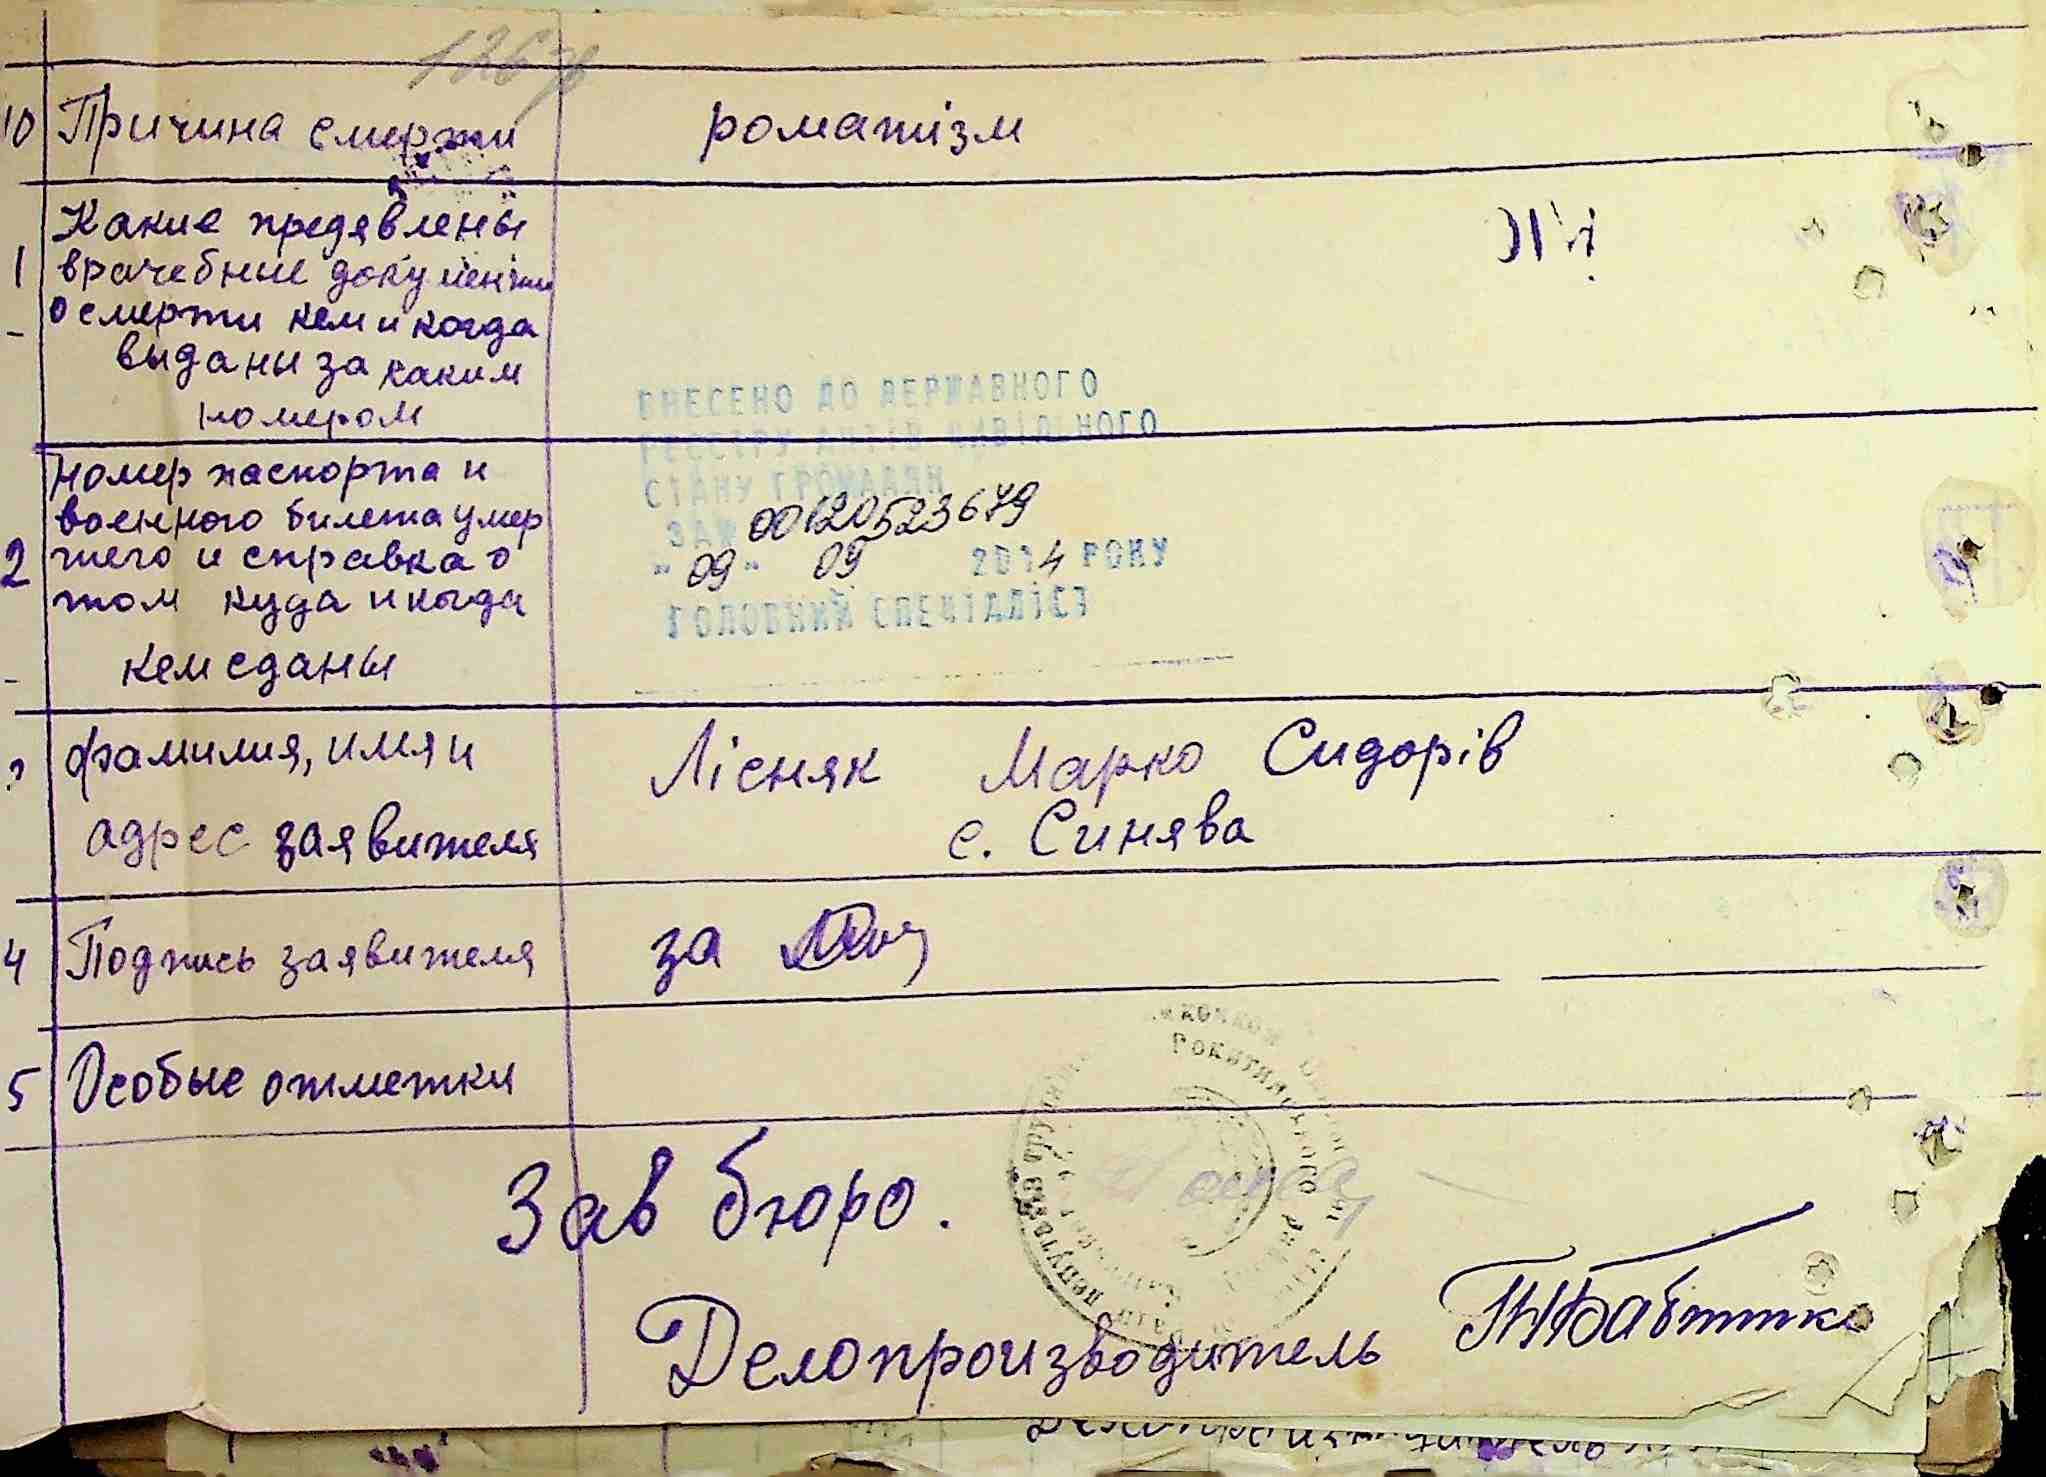 10 Причина смерти роматізм
1 Какие предявлены
врачебные документы
о смерти кем и когда
выданы за каким
номером
ВНЕСЕНО ДО ДЕРЖАВНОГО
РЕЄСТРУ АКТІВ ЦИВІЛЬНОГО
СТАНУ ГРОМАДЯН
ЗА № 00120523679
"09" 09 2014 РОКУ
ГОЛОВНИЙ СПЕЦІАЛІСТ
2 номер паспорта и
военного билета умер
шего и справка о
том куда и когда
кем сданы
фамилия, имя и Лісняк Марко Сидорів
адрес заявителя с. Синява
4 Подпись заявителя за
5 Особые отметки
Зав бюро.
Делопроизводитель